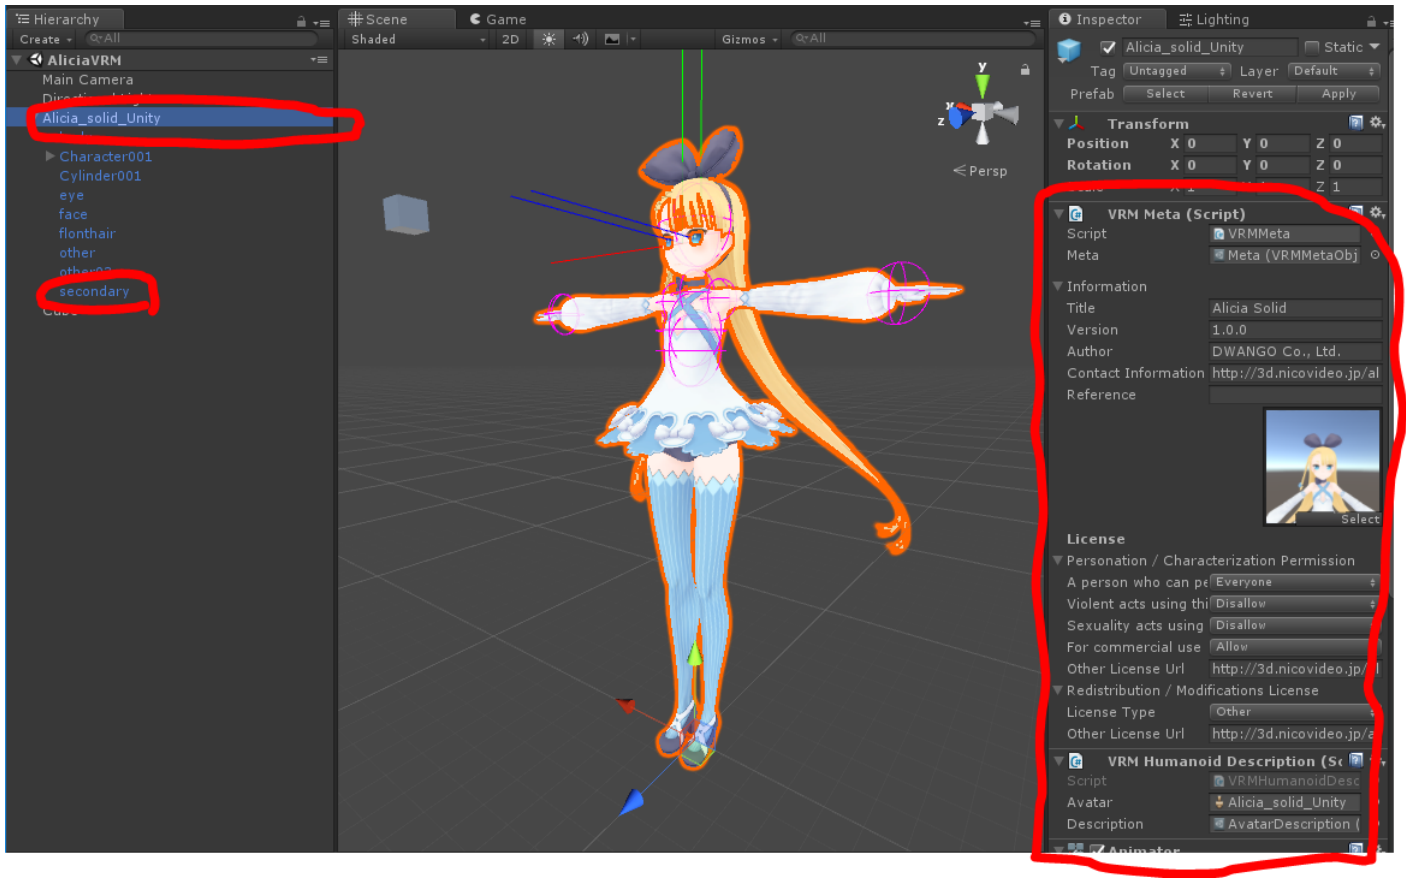 Hierarchy
Create
All
AliciaVRM
Main Camera
Alicia_solid_Unity
Character001
Cylinder001
eye
face
flonthair
other
secondary
Scene
Game
Shaded
2D
Gizmos
All
y
x
z
Persp
Inspector
Lighting
Alicia_solid_Unity
Static
Tag Untagged Layer Default
Prefab Select Revert Apply
Transform
Position X 0 Y 0 Z 0
Rotation X 0 Y 0 Z 0
Z 1
VRM Meta (Script)
Script VRMMeta
Meta Meta (VRMMetaObj
Information
Title Alicia Solid
Version 1.0.0
Author DWANGO Co., Ltd.
Contact Information http://3d.nicovideo.jp/al
Reference
Select
License
Personation / Characterization Permission
A person who can pe Everyone
Violent acts using thi Disallow
Sexuality acts using Disallow
For commercial use Allow
Other License Url http://3d.nicovideo.jp/
Redistribution / Modifications License
License Type Other
Other License Url http://3d.nicovideo.jp/a
VRM Humanoid Description (Sc
Script VRMHumanoidDesc
Avatar Alicia_solid_Unity
Description AvatarDescription (
Animator